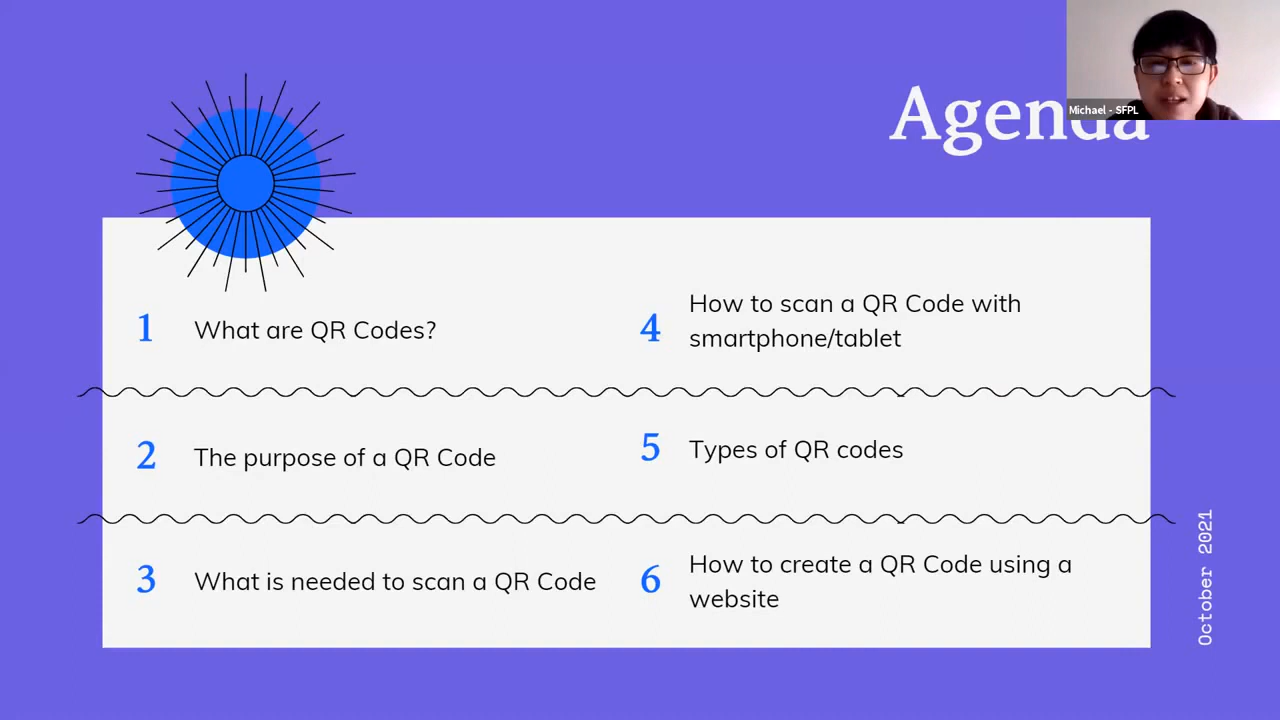 Michael - SFPL
Agenda
1 What are QR Codes?
2 The purpose of a QR Code
3 What is needed to scan a QR Code
4 How to scan a QR Code with
smartphone/tablet
5 Types of QR codes
6 How to create a QR Code using a
website
October 2021